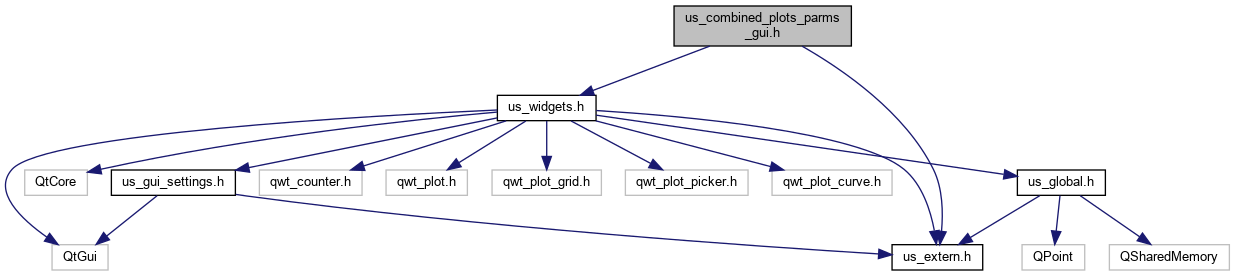 us_combined_plots_parms
_gui.h
us_widgets.h
QtCore
us_gui_settings.h
qwt_counter.h
qwt_plot.h
qwt_plot_grid.h
qwt_plot_picker.h
qwt_plot_curve.h
us_global.h
QtGui
us_extern.h
QPoint
QSharedMemory